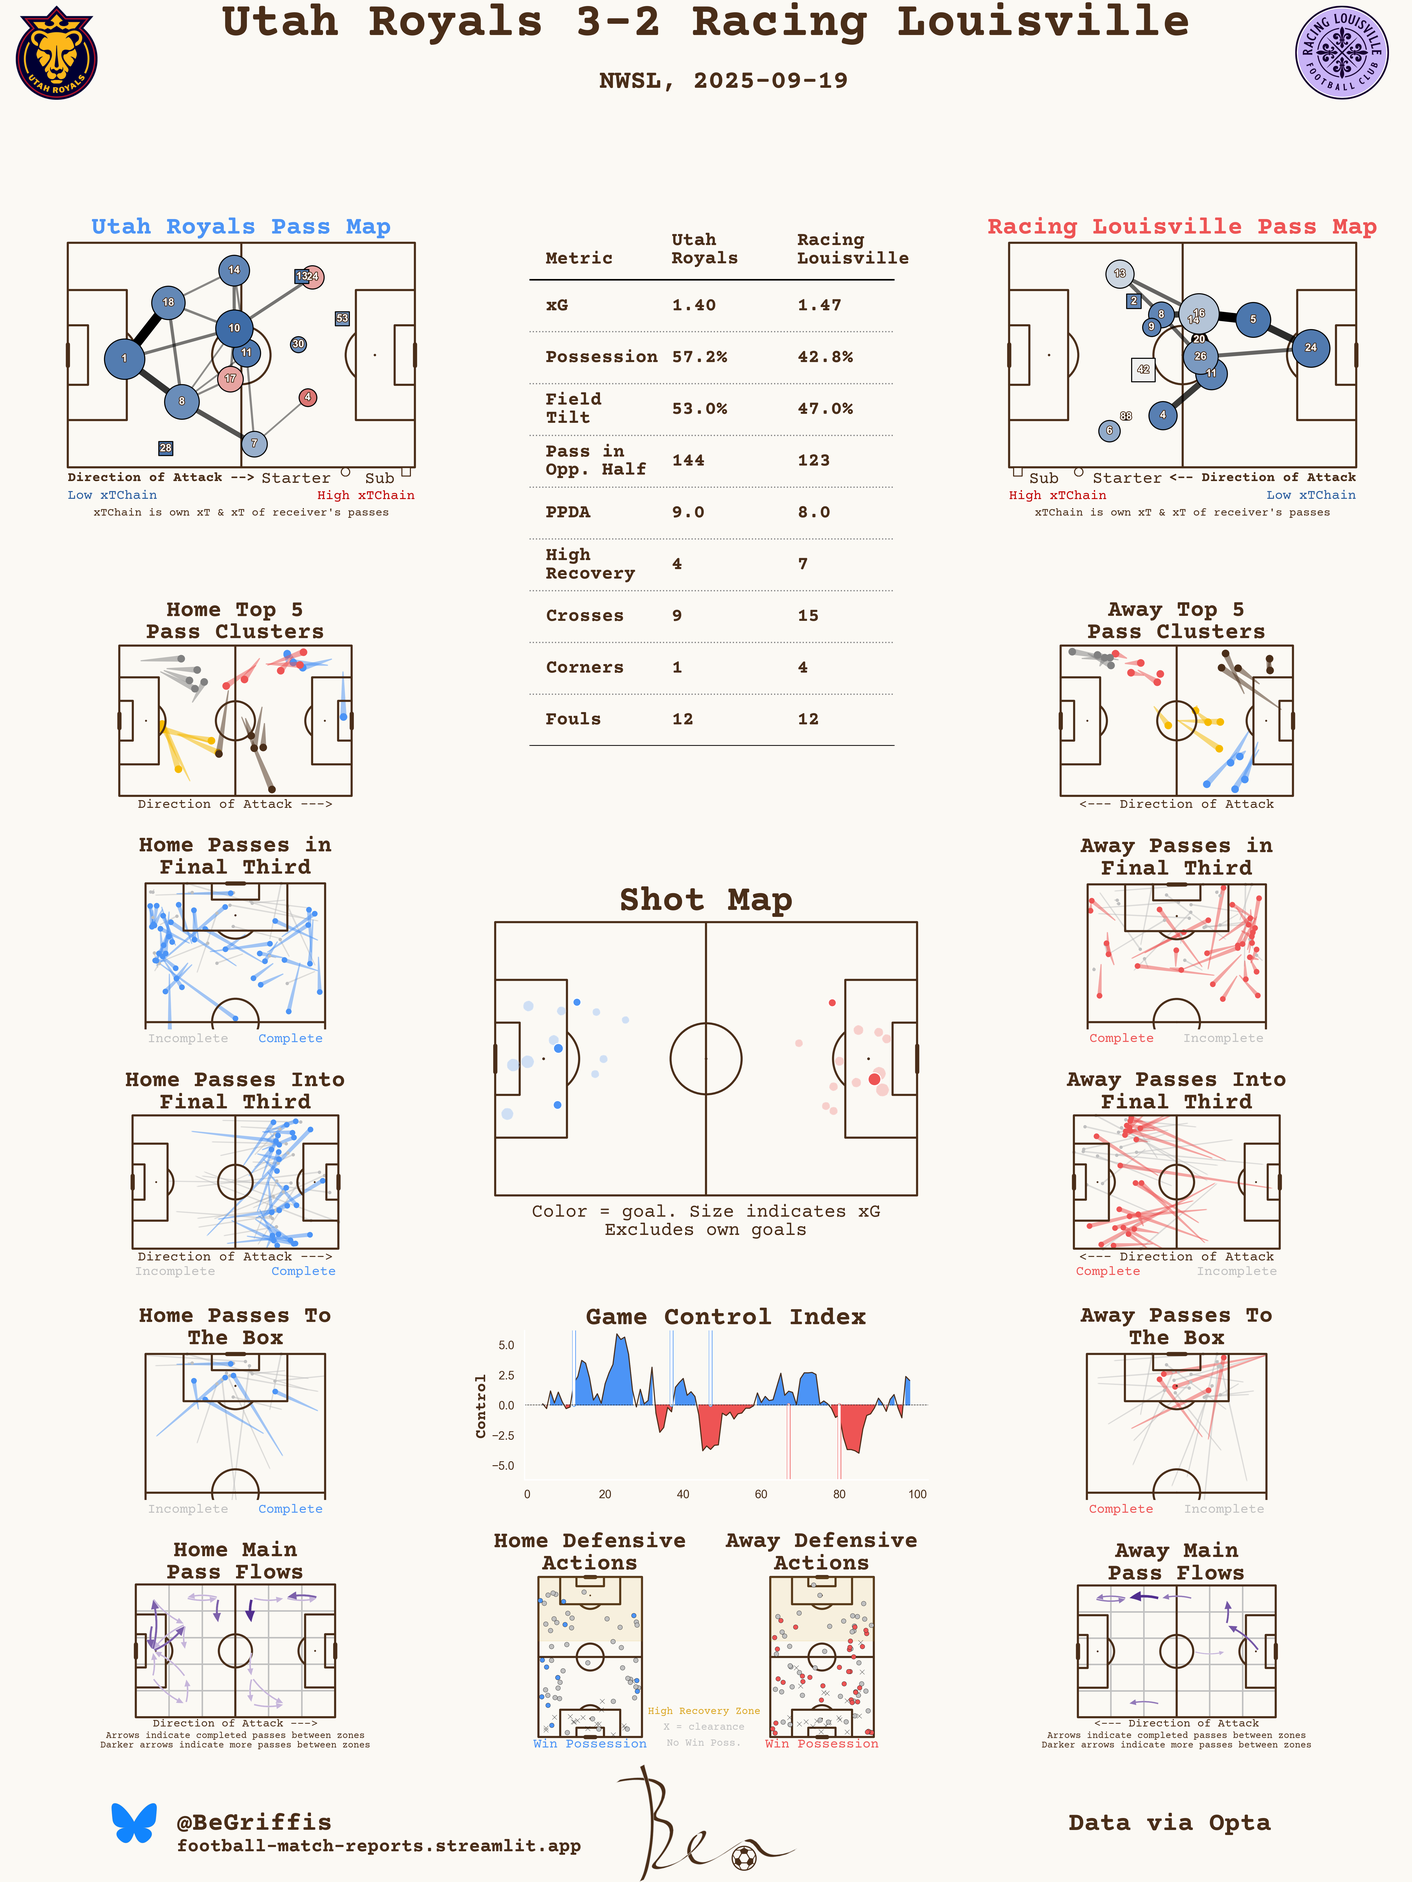 Utah Royals 3-2 Racing Louisville
NWSL, 2025-09-19
UTAH ROYALS
RACING LOUISVILLE
FOOTBALL CLUB
Utah Royals Pass Map
14
13
24
18
53
10
30
1
11
17
8
4
7
28
Direction of Attack --> Starter Sub
Low xTChain High xTChain
xTChain is own xT & xT of receiver's passes
Metric Utah Royals Racing Louisville
xG 1.40 1.47
Possession 57.2% 42.8%
Field Tilt 53.0% 47.0%
Pass in Opp. Half 144 123
PPDA 9.0 8.0
High Recovery 4 7
Crosses 9 15
Corners 1 4
Fouls 12 12
Racing Louisville Pass Map
13
2
8
16
14
5
9
20
24
26
42
11
4
88
6
Sub Starter <-- Direction of Attack
High xTChain Low xTChain
xTChain is own xT & xT of receiver's passes
Home Top 5
Pass Clusters
Direction of Attack --->
Away Top 5
Pass Clusters
<--- Direction of Attack
Home Passes in
Final Third
Incomplete Complete
Away Passes in
Final Third
Complete Incomplete
Shot Map
Color = goal. Size indicates xG
Excludes own goals
Home Passes Into
Final Third
Direction of Attack --->
Incomplete Complete
Away Passes Into
Final Third
<--- Direction of Attack
Complete Incomplete
Home Passes To
The Box
Incomplete Complete
Game Control Index
Control
5.0
2.5
0.0
−2.5
−5.0
0 20 40 60 80 100
Away Passes To
The Box
Complete Incomplete
Home Main
Pass Flows
Direction of Attack --->
Arrows indicate completed passes between zones
Darker arrows indicate more passes between zones
Home Defensive
Actions
Win Possession
High Recovery Zone
X = clearance
No Win Poss.
Away Defensive
Actions
Win Possession
Away Main
Pass Flows
<--- Direction of Attack
Arrows indicate completed passes between zones
Darker arrows indicate more passes between zones
@BeGriffis
football-match-reports.streamlit.app
Ben
Data via Opta